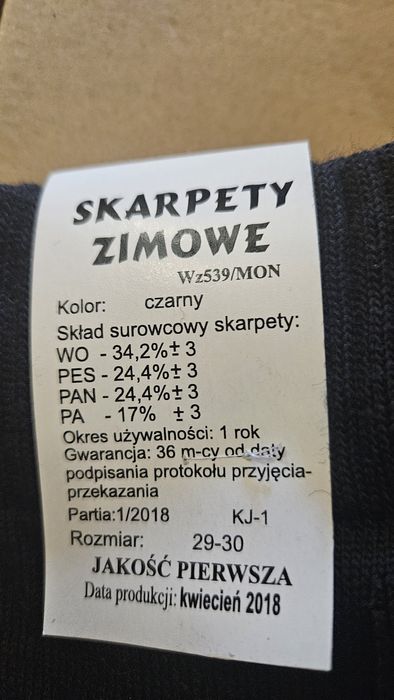 SKARPETY
ZIMOWE
Wz539/MON
Kolor: czarny
Skład surowcowy skarpety:
WO - 34,2%± 3
PES - 24,4%± 3
PAN - 24,4%± 3
PA - 17% ± 3
Okres używalności: 1 rok
Gwarancja: 36 m-cy od daty
podpisania protokołu przyjęcia-
przekazania
Partia:1/2018 KJ-1
Rozmiar: 29-30
JAKOŚĆ PIERWSZA
Data produkcji: kwiecień 2018